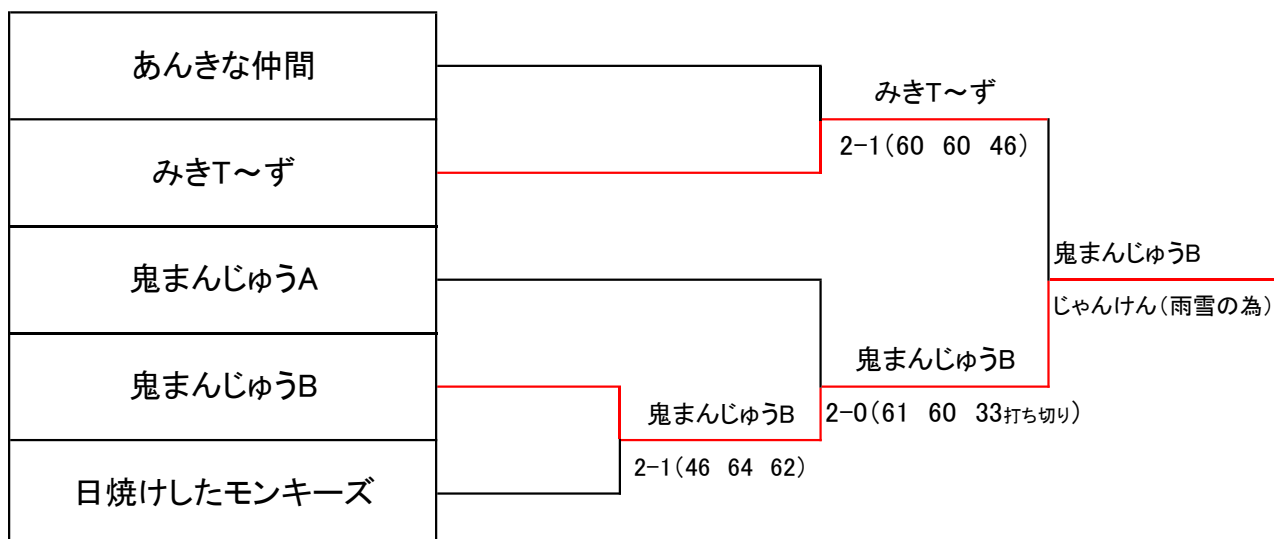 あんきな仲間
みきT～ず
鬼まんじゅうA
鬼まんじゅうB
日焼けしたモンキーズ
みきT～ず
2-1(60 60 46)
鬼まんじゅうB
2-1(46 64 62)
鬼まんじゅうB
2-0(61 60 33打ち切り)
鬼まんじゅうB
じゃんけん(雨雪の為)